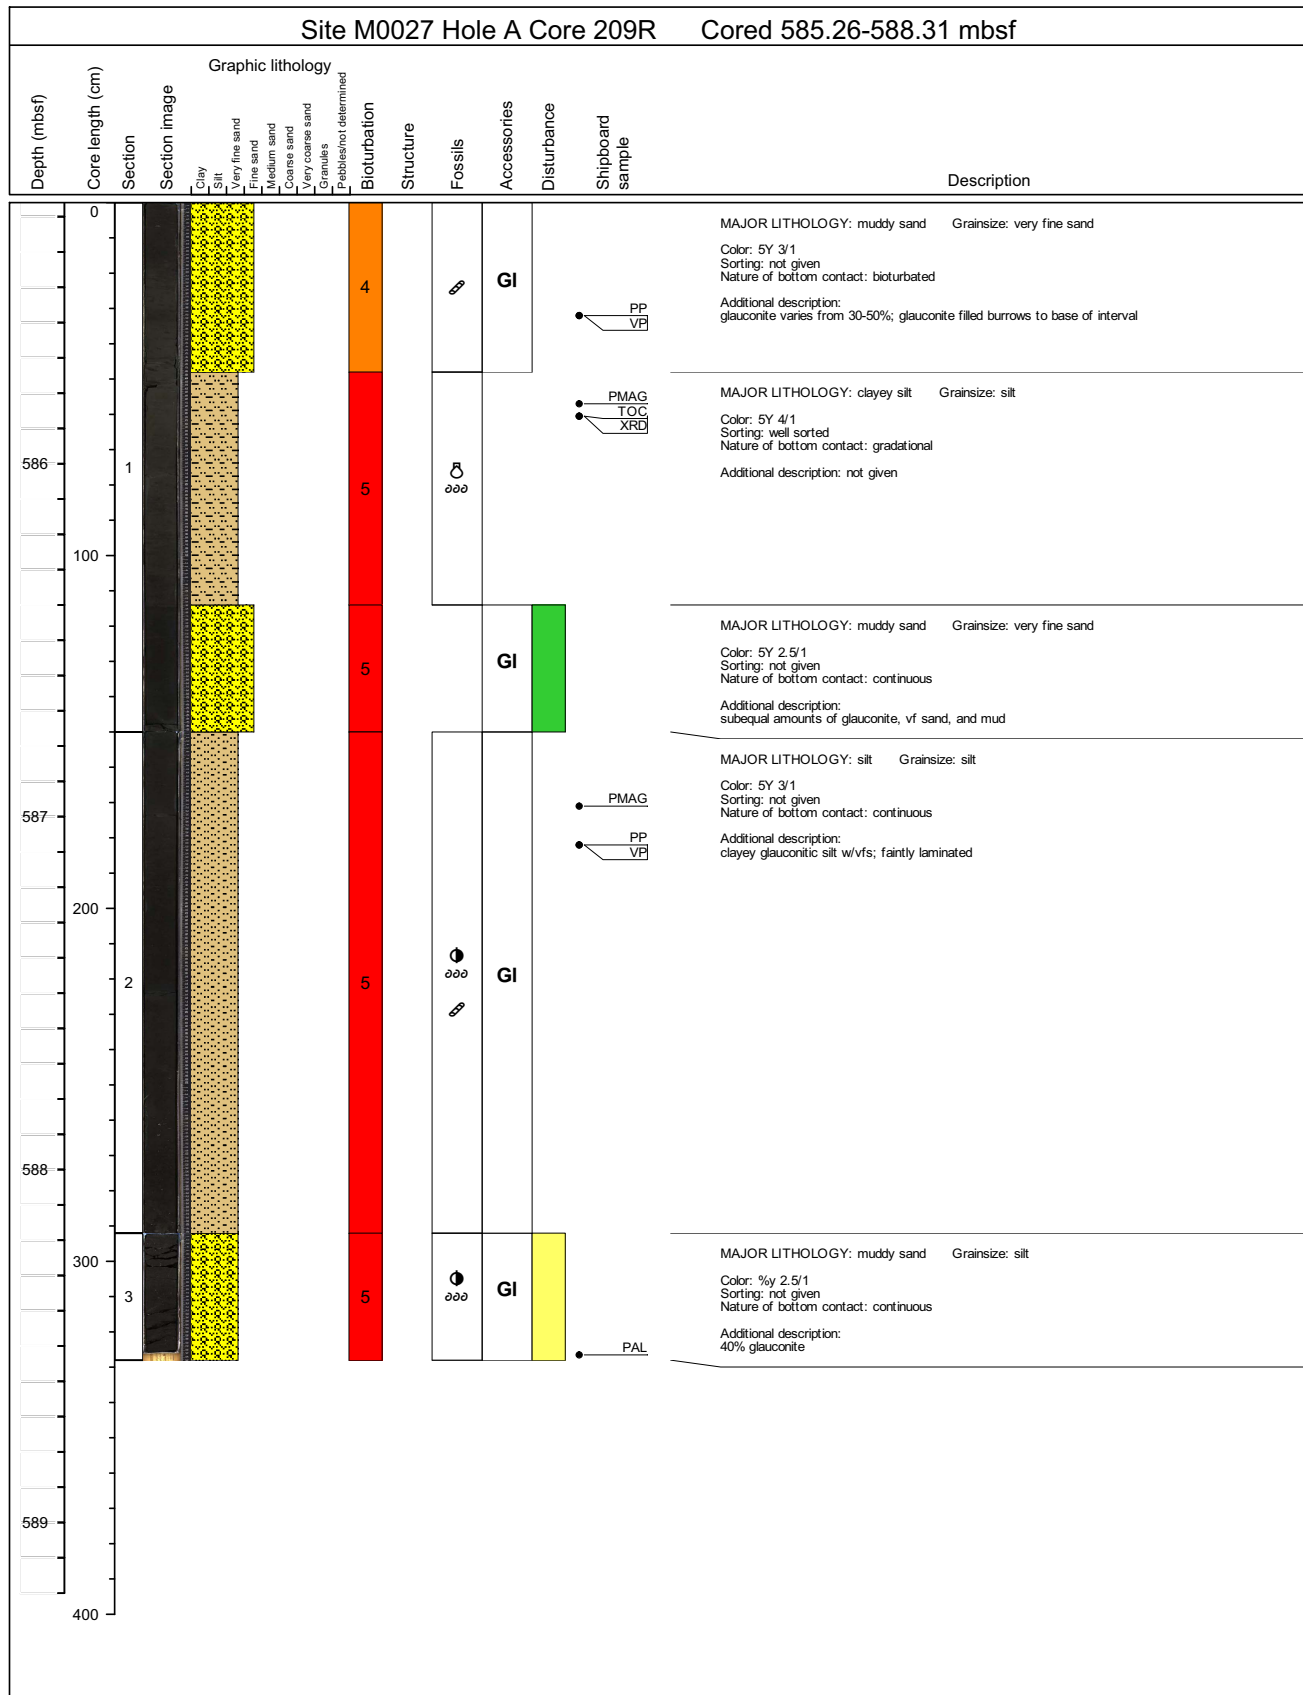 Site M0027 Hole A Core 209R Cored 585.26-588.31 mbsf
Depth (mbsf)
Core length (cm)
Section
Section image
Graphic lithology
Clay
Silt
Very fine sand
Fine sand
Medium sand
Coarse sand
Very coarse sand
Granules
Pebbles/not determined
Bioturbation
Structure
Fossils
Accessories
Disturbance
Shipboard
sample
Description
0
MAJOR LITHOLOGY: muddy sand Grainsize: very fine sand
Color: 5Y 3/1
Sorting: not given
Nature of bottom contact: bioturbated
Additional description:
glauconite varies from 30-50%; glauconite filled burrows to base of interval
4
Gl
PP
VP
MAJOR LITHOLOGY: clayey silt Grainsize: silt
Color: 5Y 4/1
Sorting: well sorted
Nature of bottom contact: gradational
Additional description: not given
PMAG
TOC
XRD
586
1
5
100
MAJOR LITHOLOGY: muddy sand Grainsize: very fine sand
Color: 5Y 2.5/1
Sorting: not given
Nature of bottom contact: continuous
Additional description:
subequal amounts of glauconite, vf sand, and mud
5
Gl
MAJOR LITHOLOGY: silt Grainsize: silt
Color: 5Y 3/1
Sorting: not given
Nature of bottom contact: continuous
Additional description:
clayey glauconitic silt w/vfs; faintly laminated
PMAG
587
PP
VP
200
2
5
Gl
588
MAJOR LITHOLOGY: muddy sand Grainsize: silt
Color: %y 2.5/1
Sorting: not given
Nature of bottom contact: continuous
Additional description:
40% glauconite
300
3
5
Gl
PAL
589
400